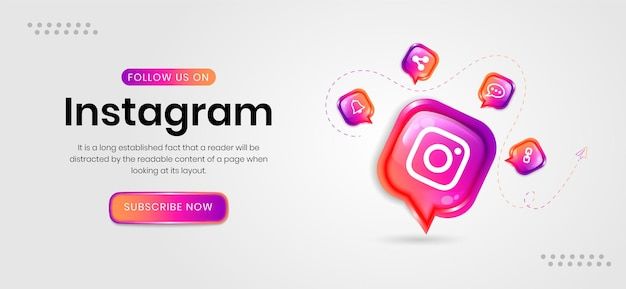 FOLLOW US ON
Instagram
It is a long established fact that a reader will be
distracted by the readable content of a page when
looking at its layout.
SUBSCRIBE NOW